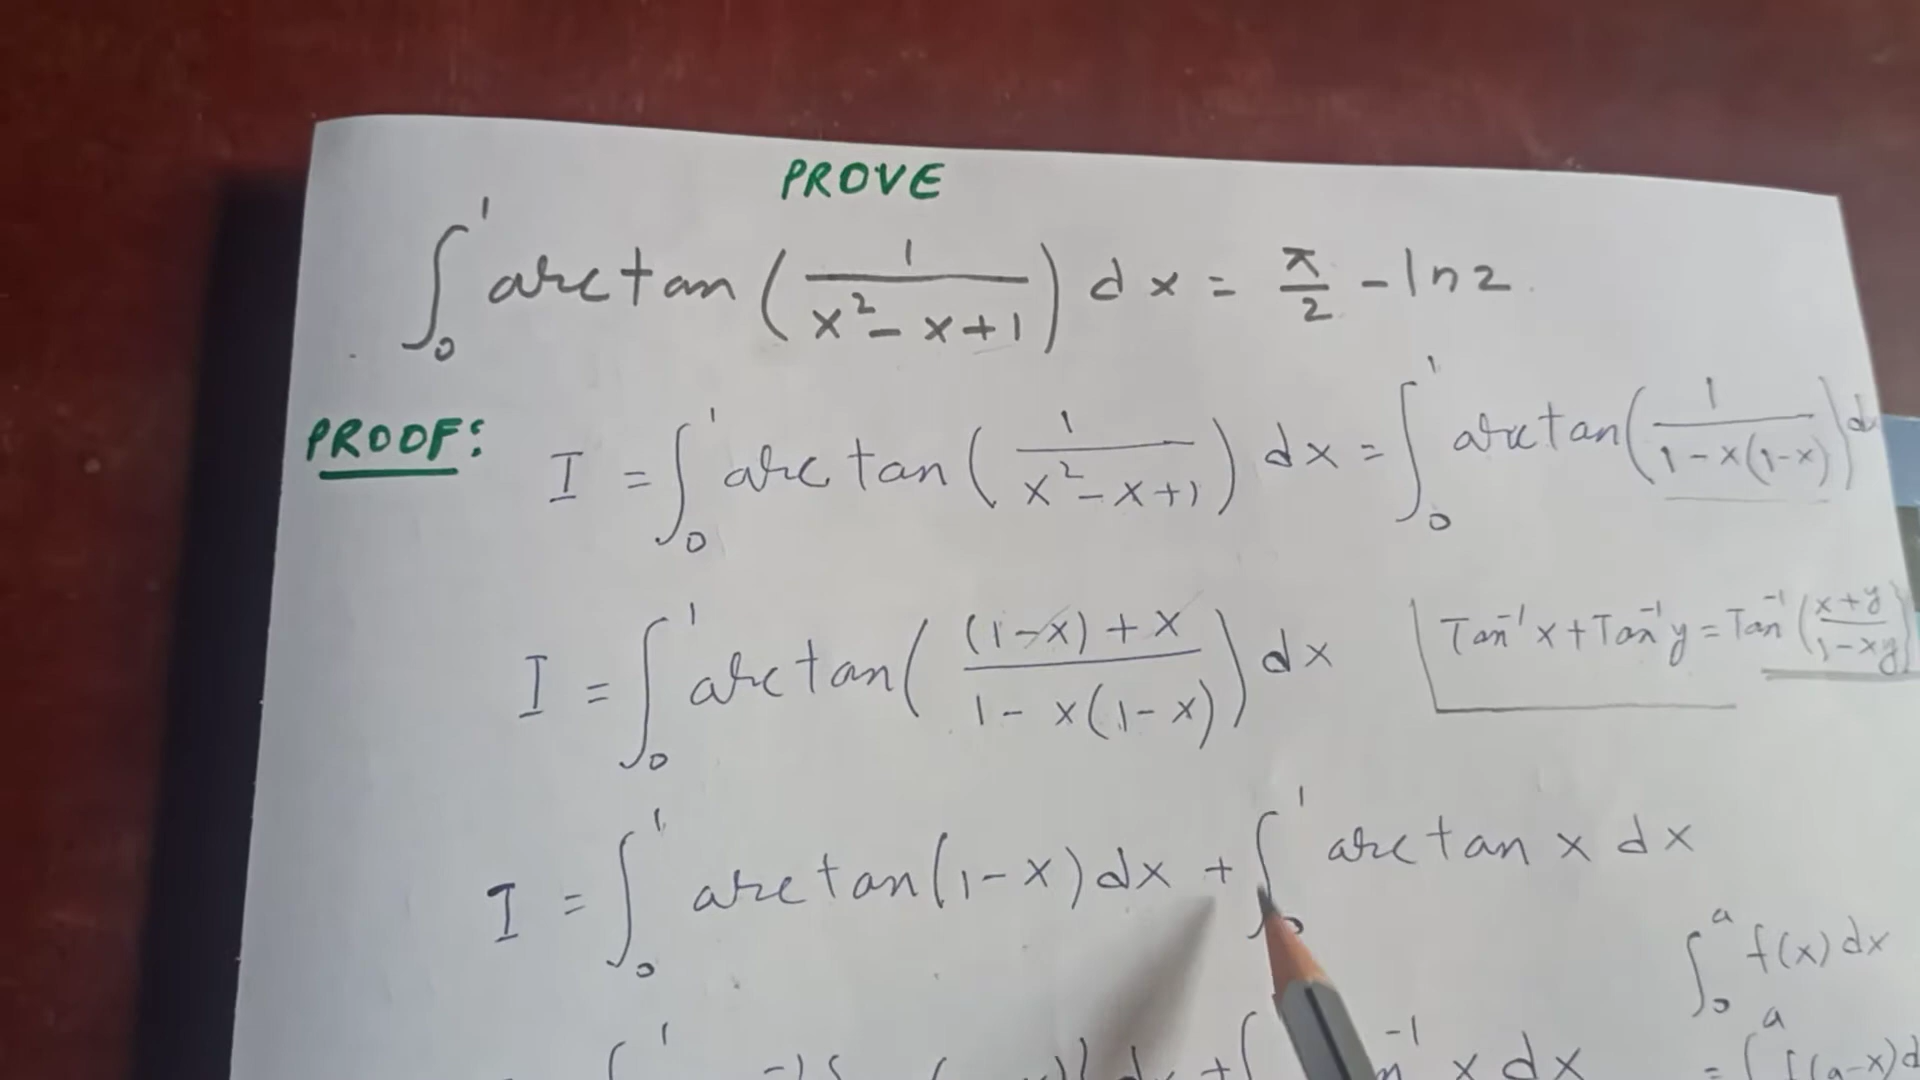 PROVE
∫₀¹ arctan(1/(x²-x+1)) dx = π/2 - ln2
PROOF:
I = ∫₀¹ arctan(1/(x²-x+1)) dx = ∫₀¹ arctan(1/(1-x(1-x))) d
I = ∫₀¹ arctan(((1-x)+x)/(1-x(1-x))) dx
Tan⁻¹x+Tan⁻¹y=Tan⁻¹((x+y)/(1-xy))
I = ∫₀¹ arctan(1-x)dx + ∫₀¹ arctan x dx
∫₀ᵃ f(x)dx
= ∫ᵃ f(a-x)d
⁻¹ x dx